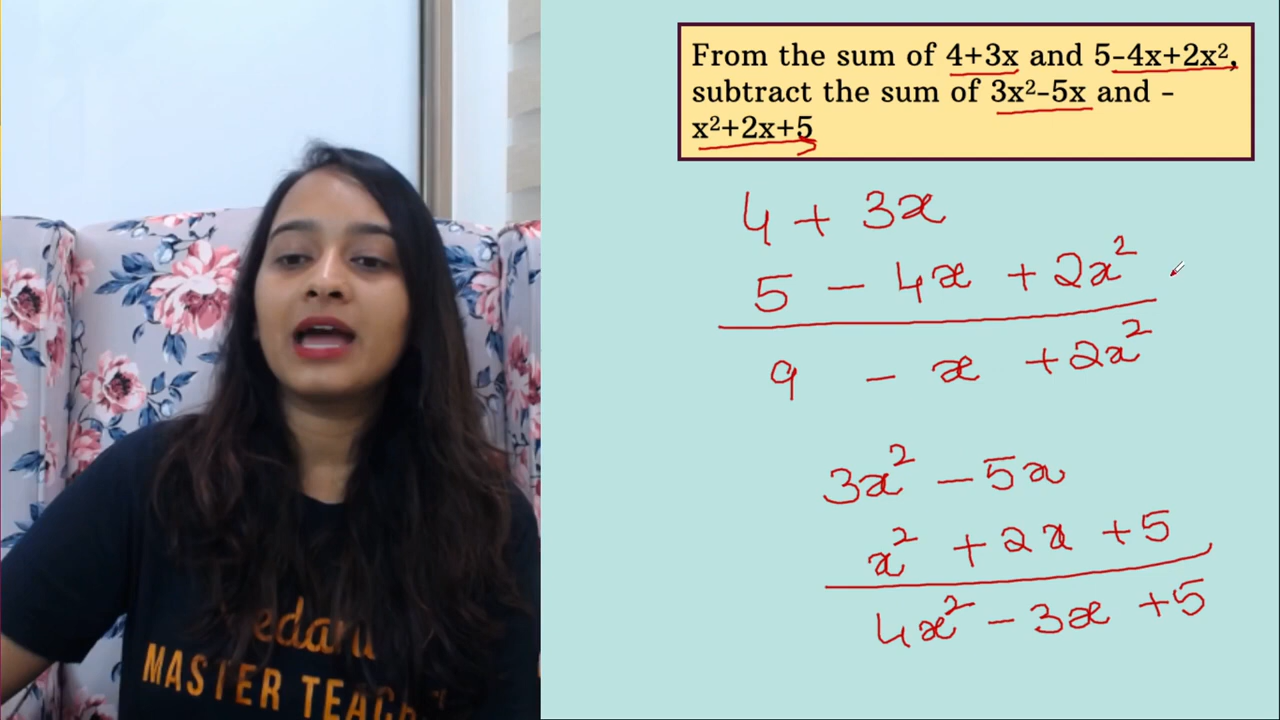 From the sum of 4+3x and 5-4x+2x²,
subtract the sum of 3x²-5x and -
x²+2x+5
4 + 3x
5 - 4x + 2x²
9 - x + 2x²
3x² - 5x
x² + 2x + 5
4x² - 3x + 5
MASTER